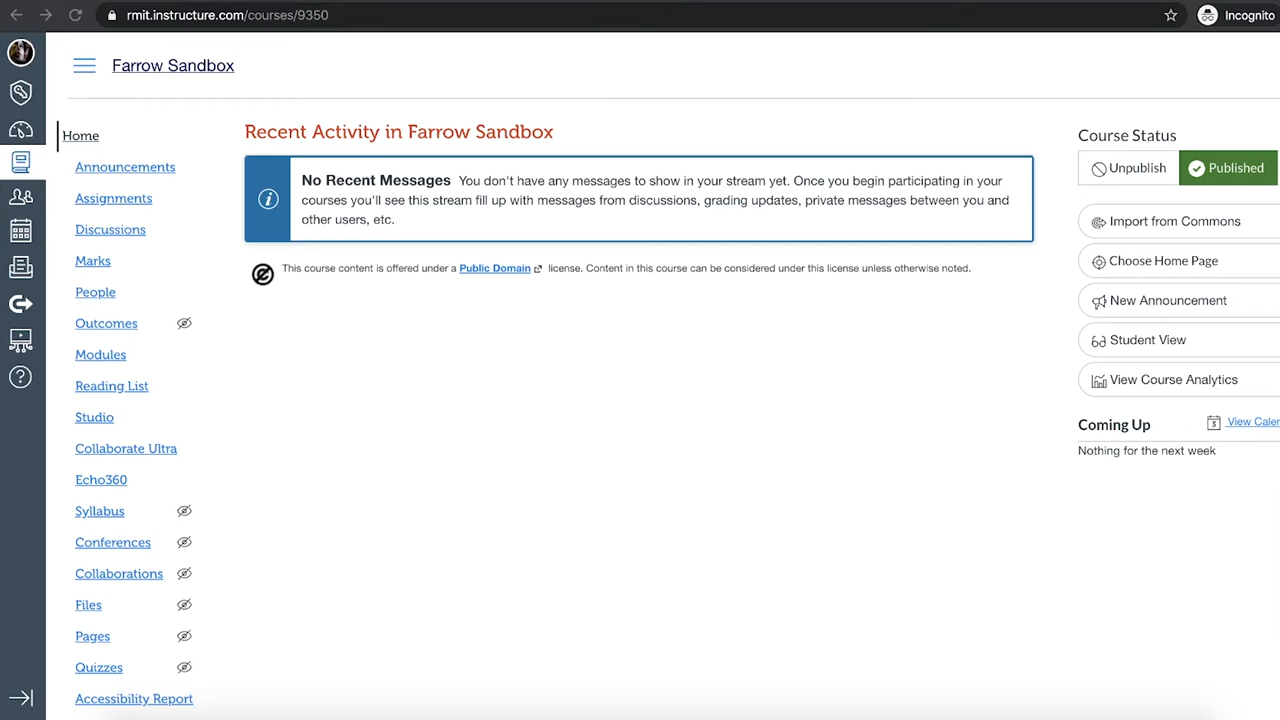 rmit.instructure.com/courses/9350
Incognito
Farrow Sandbox
Home
Announcements
Assignments
Discussions
Marks
People
Outcomes
Modules
Reading List
Studio
Collaborate Ultra
Echo360
Syllabus
Conferences
Collaborations
Files
Pages
Quizzes
Accessibility Report
Recent Activity in Farrow Sandbox
No Recent Messages You don't have any messages to show in your stream yet. Once you begin participating in your
courses you'll see this stream fill up with messages from discussions, grading updates, private messages between you and
other users, etc.
This course content is offered under a Public Domain license. Content in this course can be considered under this license unless otherwise noted.
Course Status
Unpublish
Published
Import from Commons
Choose Home Page
New Announcement
Student View
View Course Analytics
Coming Up
3
View Calen
Nothing for the next week